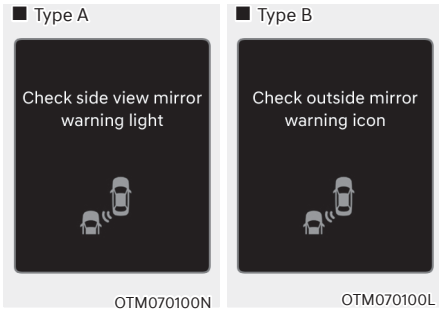 ■ Type A
Check side view mirror
warning light
OTM070100N
■ Type B
Check outside mirror
warning icon
OTM070100L